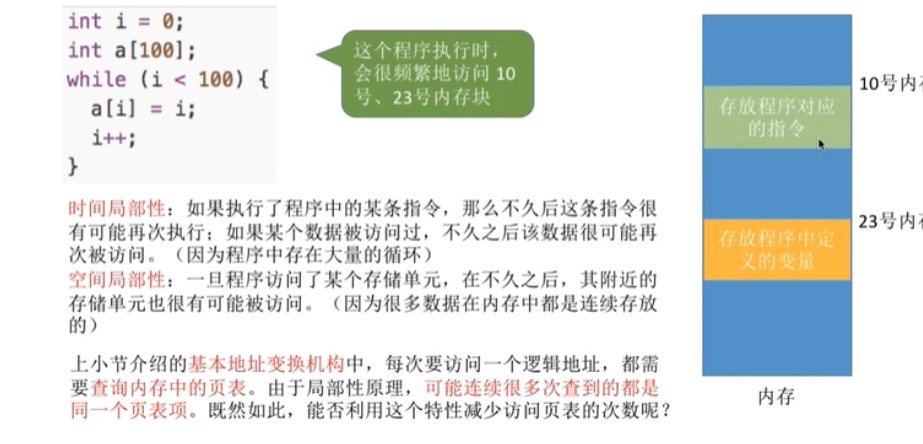 int i = 0;
int a[100];
while (i < 100) {
a[i] = i;
i++;
}
这个程序执行时，
会很频繁地访问 10
号、23号内存块
时间局部性：如果执行了程序中的某条指令，那么不久后这条指令很
有可能再次执行；如果某个数据被访问过，不久之后该数据很可能再
次被访问。（因为程序中存在大量的循环）
空间局部性：一旦程序访问了某个存储单元，在不久之后，其附近的
存储单元也很有可能被访问。（因为很多数据在内存中都是连续存放
的）
上小节介绍的基本地址变换机构中，每次要访问一个逻辑地址，都需
要查询内存中的页表。由于局部性原理，可能连续很多次查到的都是
同一个页表项。既然如此，能否利用这个特性减少访问页表的次数呢？
10号内存
存放程序对应
的指令
23号内存
存放程序中定
义的变量
内存